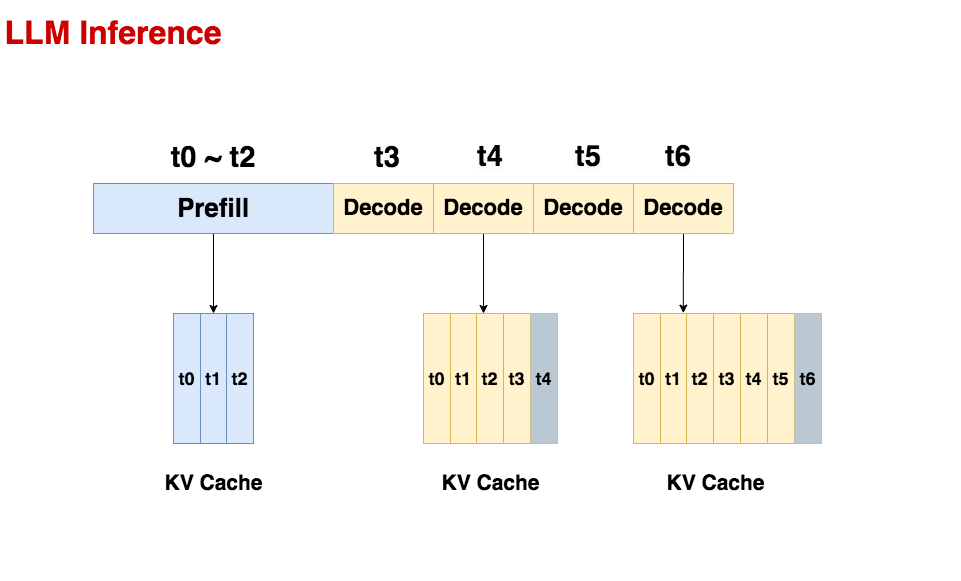 LLM Inference
t0 ~ t2 t3 t4 t5 t6
Prefill Decode Decode Decode Decode
t0 t1 t2 t0 t1 t2 t3 t4 t0 t1 t2 t3 t4 t5 t6
KV Cache KV Cache KV Cache